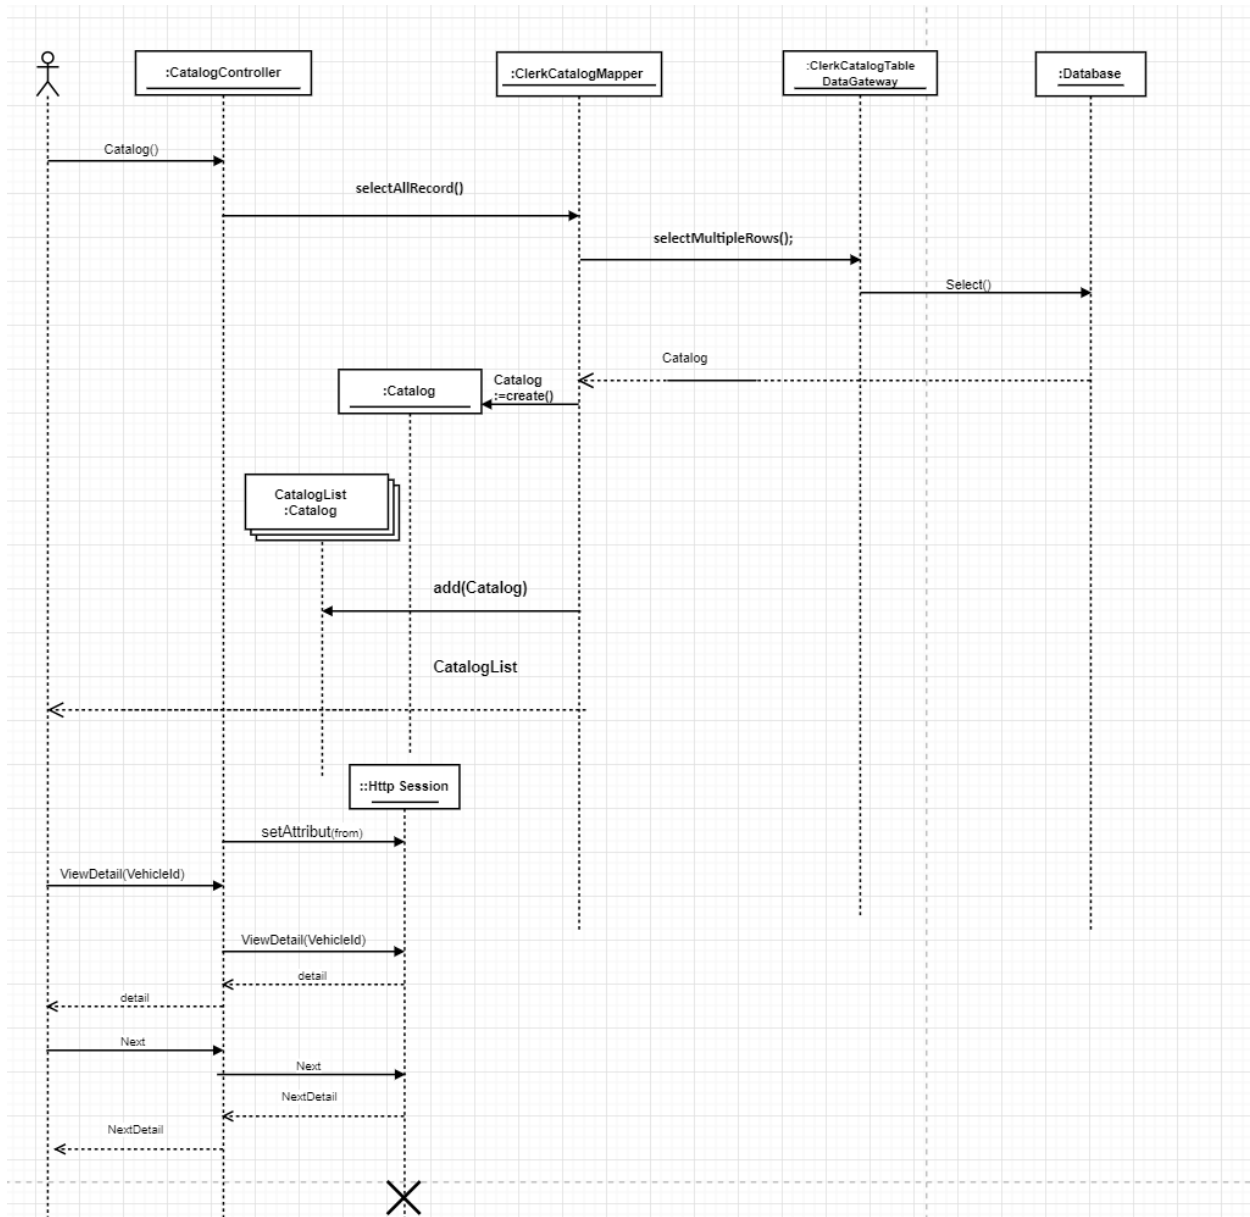 :CatalogController
:ClerkCatalogMapper
:ClerkCatalogTable
DataGateway
:Database
Catalog()
selectAllRecord()
selectMultipleRows();
Select()
Catalog
Catalog
:=create()
:Catalog
CatalogList
:Catalog
add(Catalog)
CatalogList
::Http Session
setAttribut(from)
ViewDetail(VehicleId)
ViewDetail(VehicleId)
detail
detail
Next
Next
NextDetail
NextDetail